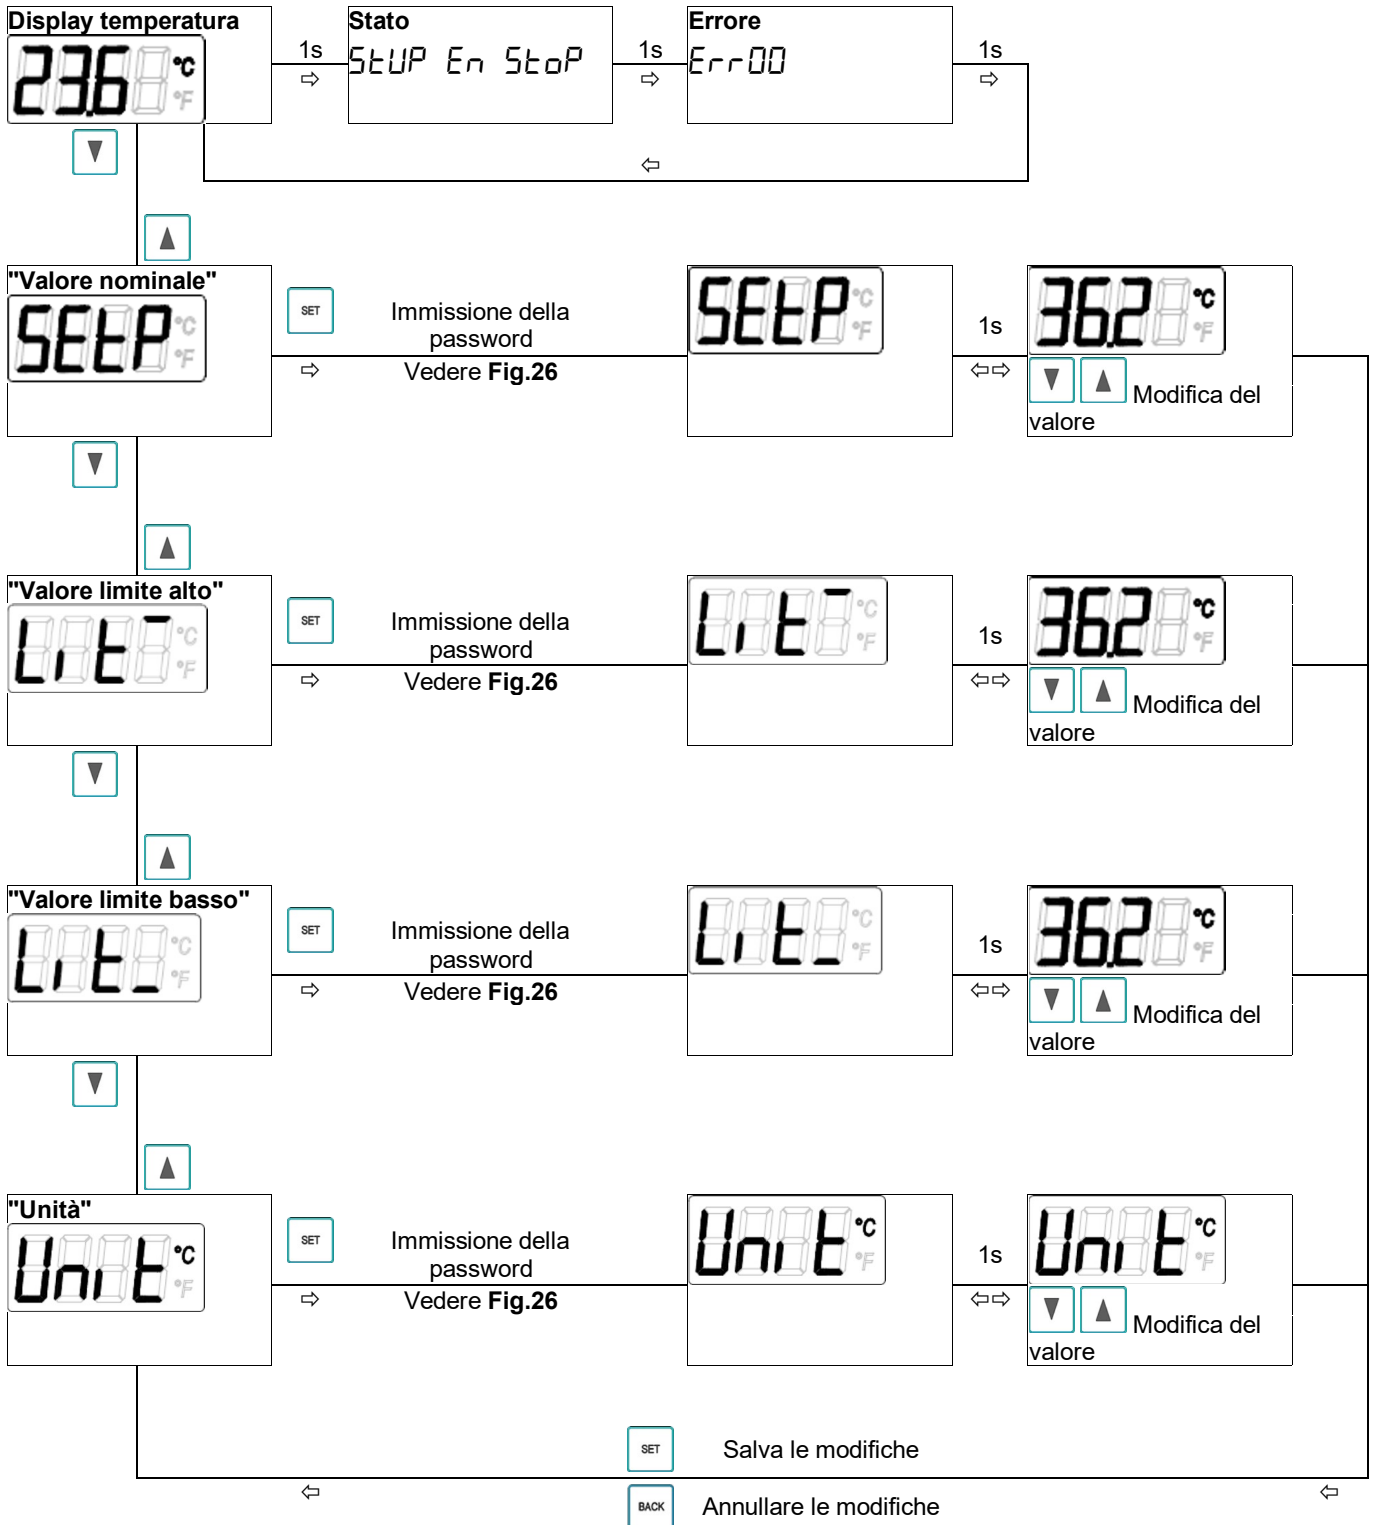 Display temperatura
23.6 °C °F
1s
Stato
StUP En StoP
1s
Errore
Err00
1s
"Valore nominale"
SEtP °C °F
SET
Immissione della
password
Vedere Fig.26
SEtP °C °F
1s
36.2 °C °F
Modifica del
valore
"Valore limite alto"
Lit¯ °C °F
SET
Immissione della
password
Vedere Fig.26
Lit¯ °C °F
1s
36.2 °C °F
Modifica del
valore
"Valore limite basso"
Lit_ °C °F
SET
Immissione della
password
Vedere Fig.26
Lit_ °C °F
1s
36.2 °C °F
Modifica del
valore
"Unità"
Unit °C °F
SET
Immissione della
password
Vedere Fig.26
Unit °C °F
1s
Unit °C °F
Modifica del
valore
SET Salva le modifiche
BACK Annullare le modifiche